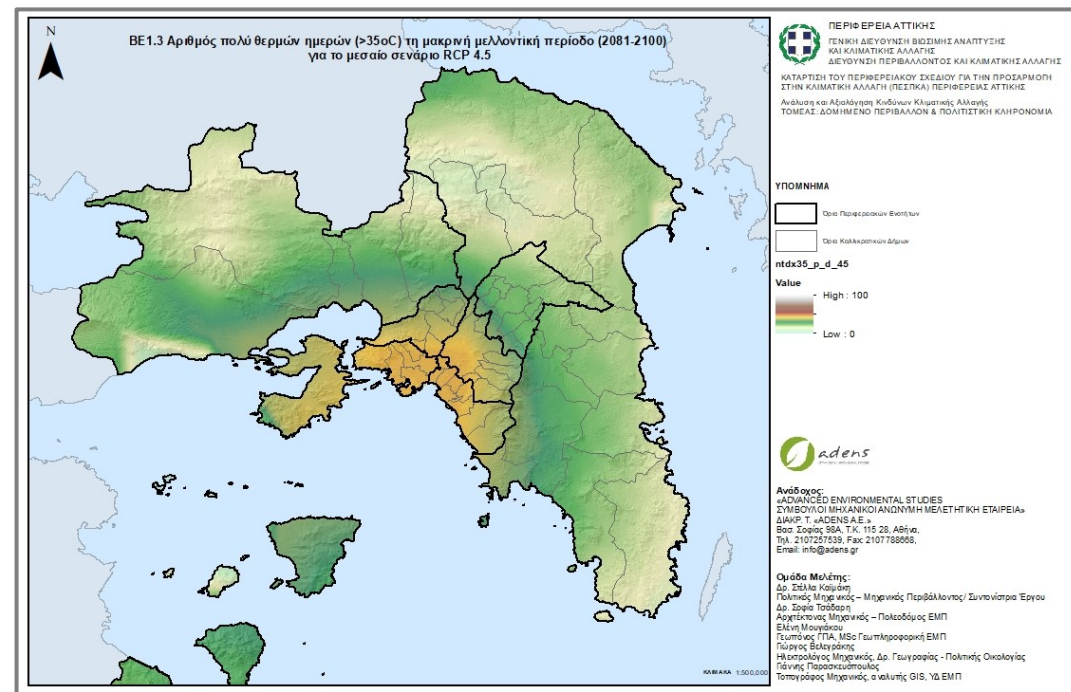 N
BE1.3 Αριθμός πολύ θερμών ημερών (>35οC) τη μακρινή μελλοντική περίοδο (2081-2100)
για το μεσαίο σενάριο RCP 4.5
ΠΕΡΙΦΕΡΕΙΑ ΑΤΤΙΚΗΣ
ΓΕΝΙΚΗ ΔΙΕΥΘΥΝΣΗ ΒΙΩΣΙΜΗΣ ΑΝΑΠΤΥΞΗΣ
ΚΑΙ ΚΛΙΜΑΤΙΚΗΣ ΑΛΛΑΓΗΣ
ΔΙΕΥΘΥΝΣΗ ΠΕΡΙΒΑΛΛΟΝΤΟΣ ΚΑΙ ΚΛΙΜΑΤΙΚΗΣ ΑΛΛΑΓΗΣ
ΚΑΤΑΡΤΙΣΗ ΤΟΥ ΠΕΡΙΦΕΡΕΙΑΚΟΥ ΣΧΕΔΙΟΥ ΓΙΑ ΤΗΝ ΠΡΟΣΑΡΜΟΓΗ
ΣΤΗΝ ΚΛΙΜΑΤΙΚΗ ΑΛΛΑΓΗ (ΠΕΣΠΚΑ) ΠΕΡΙΦΕΡΕΙΑΣ ΑΤΤΙΚΗΣ
Ανάλυση και Αξιολόγηση Κινδύνων Κλιματικής Αλλαγής
ΤΟΜΕΑΣ: ΔΟΜΗΜΕΝΟ ΠΕΡΙΒΑΛΛΟΝ & ΠΟΛΙΤΙΣΤΙΚΗ ΚΛΗΡΟΝΟΜΙΑ
ΥΠΟΜΝΗΜΑ
Όρια Περιφερειακών Ενοτήτων
Όρια Καλλικρατικών Δήμων
ntdx35_p_d_45
Value
High : 100
Low : 0
adens
Ανάδοχος:
«ADVANCED ENVIRONMENTAL STUDIES
ΣΥΜΒΟΥΛΟΙ ΜΗΧΑΝΙΚΟΙ ΑΝΩΝΥΜΗ ΜΕΛΕΤΗΤΙΚΗ ΕΤΑΙΡΕΙΑ»
ΔΙΑΚΡ. Τ. «ADENS Α.Ε.»
Βασ. Σοφίας 98Α, Τ.Κ. 115 28, Αθήνα,
Τηλ. 2107257539, Fax: 2107788668,
Email: info@adens.gr
Ομάδα Μελέτης:
Δρ. Στέλλα Καϊμάκη
Πολιτικός Μηχανικός – Μηχανικός Περιβάλλοντος/ Συντονίστρια Έργου
Δρ. Σοφία Τσάδαρη
Αρχιτέκτονας Μηχανικός – Πολεοδόμος ΕΜΠ
Ελένη Μουγιάκου
Γεωπόνος ΓΠΑ, MSc Γεωπληροφορική ΕΜΠ
Γιώργος Βελεγράκης
Ηλεκτρολόγος Μηχανικός, Δρ. Γεωγραφίας - Πολιτικής Οικολογίας
Γιάννης Παρασκευόπουλος
Τοπογράφος Μηχανικός, αναλυτής GIS, ΥΔ ΕΜΠ
ΚΛΙΜΑΚΑ 1:500,000